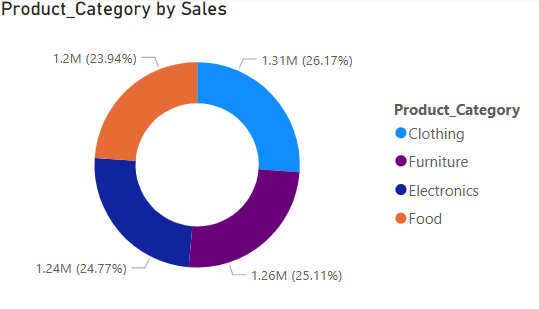 Product_Category by Sales
1.2M (23.94%)
1.31M (26.17%)
Product_Category
Clothing
Furniture
Electronics
Food
1.24M (24.77%)
1.26M (25.11%)